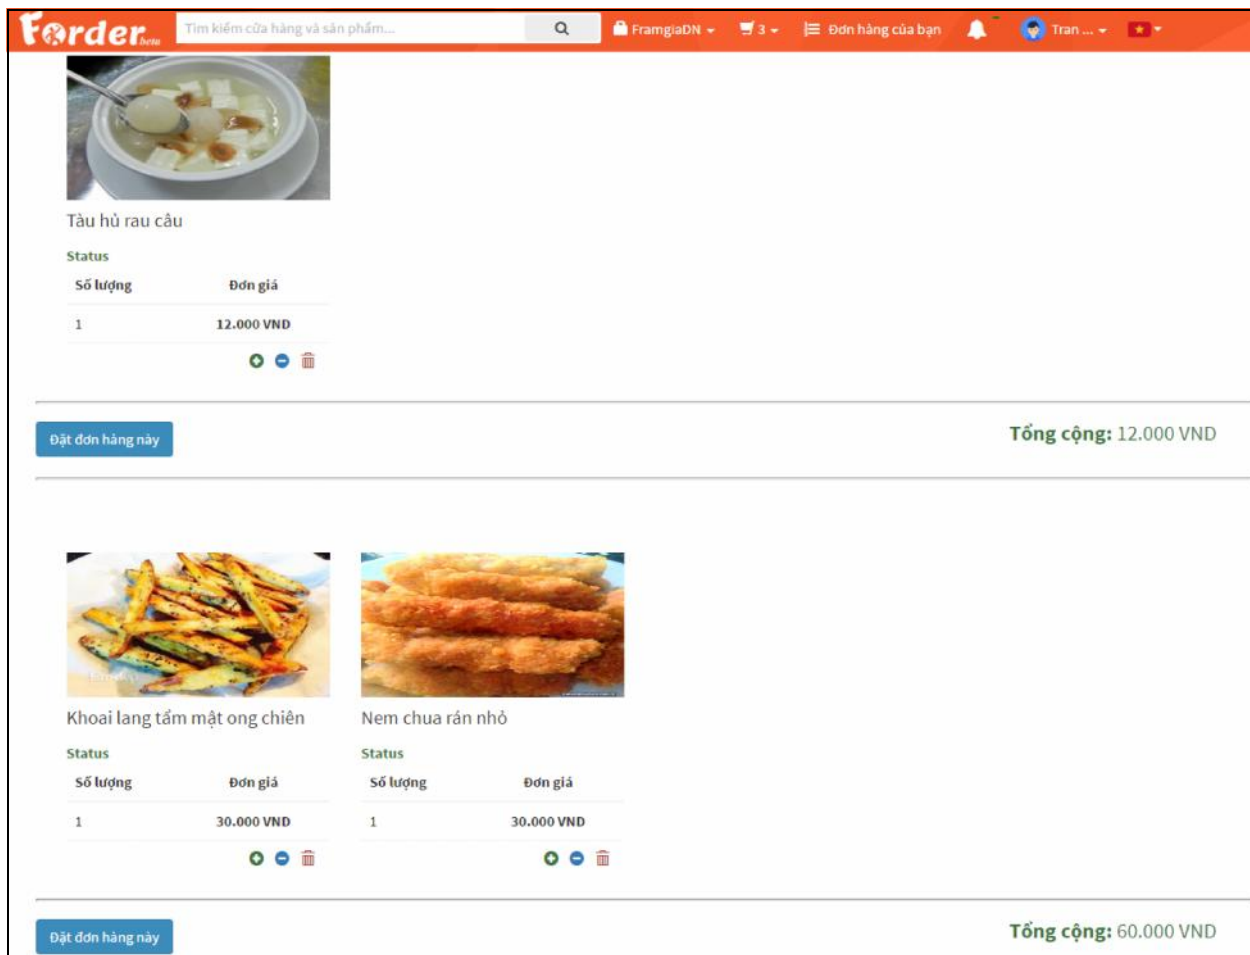 Forder beta Tìm kiếm cửa hàng và sản phẩm... FramgiaDN 3 Đơn hàng của bạn Tran ...
Tàu hủ rau câu
Status
Số lượng Đơn giá
1 12.000 VND
Đặt đơn hàng này Tổng cộng: 12.000 VND
Khoai lang tẩm mật ong chiên Nem chua rán nhỏ
Status Status
Số lượng Đơn giá Số lượng Đơn giá
1 30.000 VND 1 30.000 VND
Đặt đơn hàng này Tổng cộng: 60.000 VND